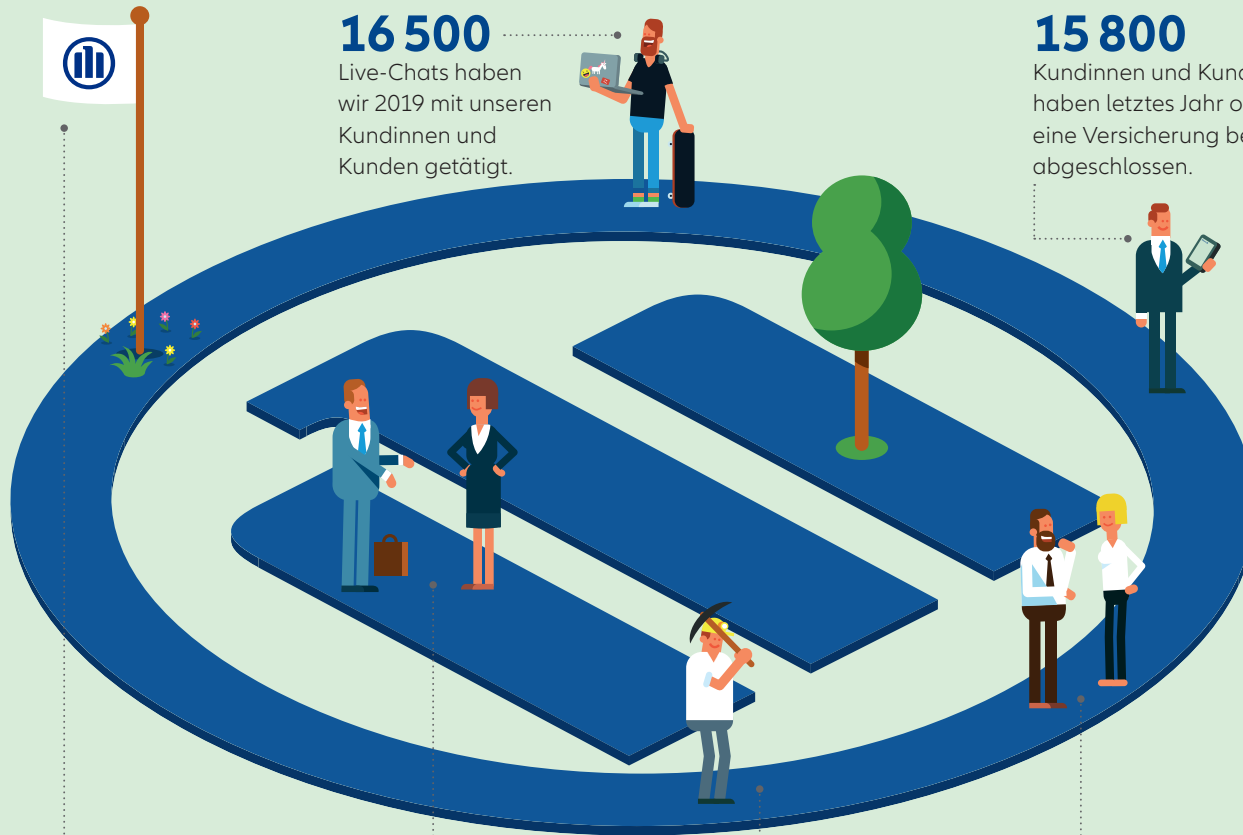 16 500
Live-Chats haben
wir 2019 mit unseren
Kundinnen und
Kunden getätigt.
15 800
Kundinnen und
haben letztes Jahr
eine Versicherung
abgeschlossen.